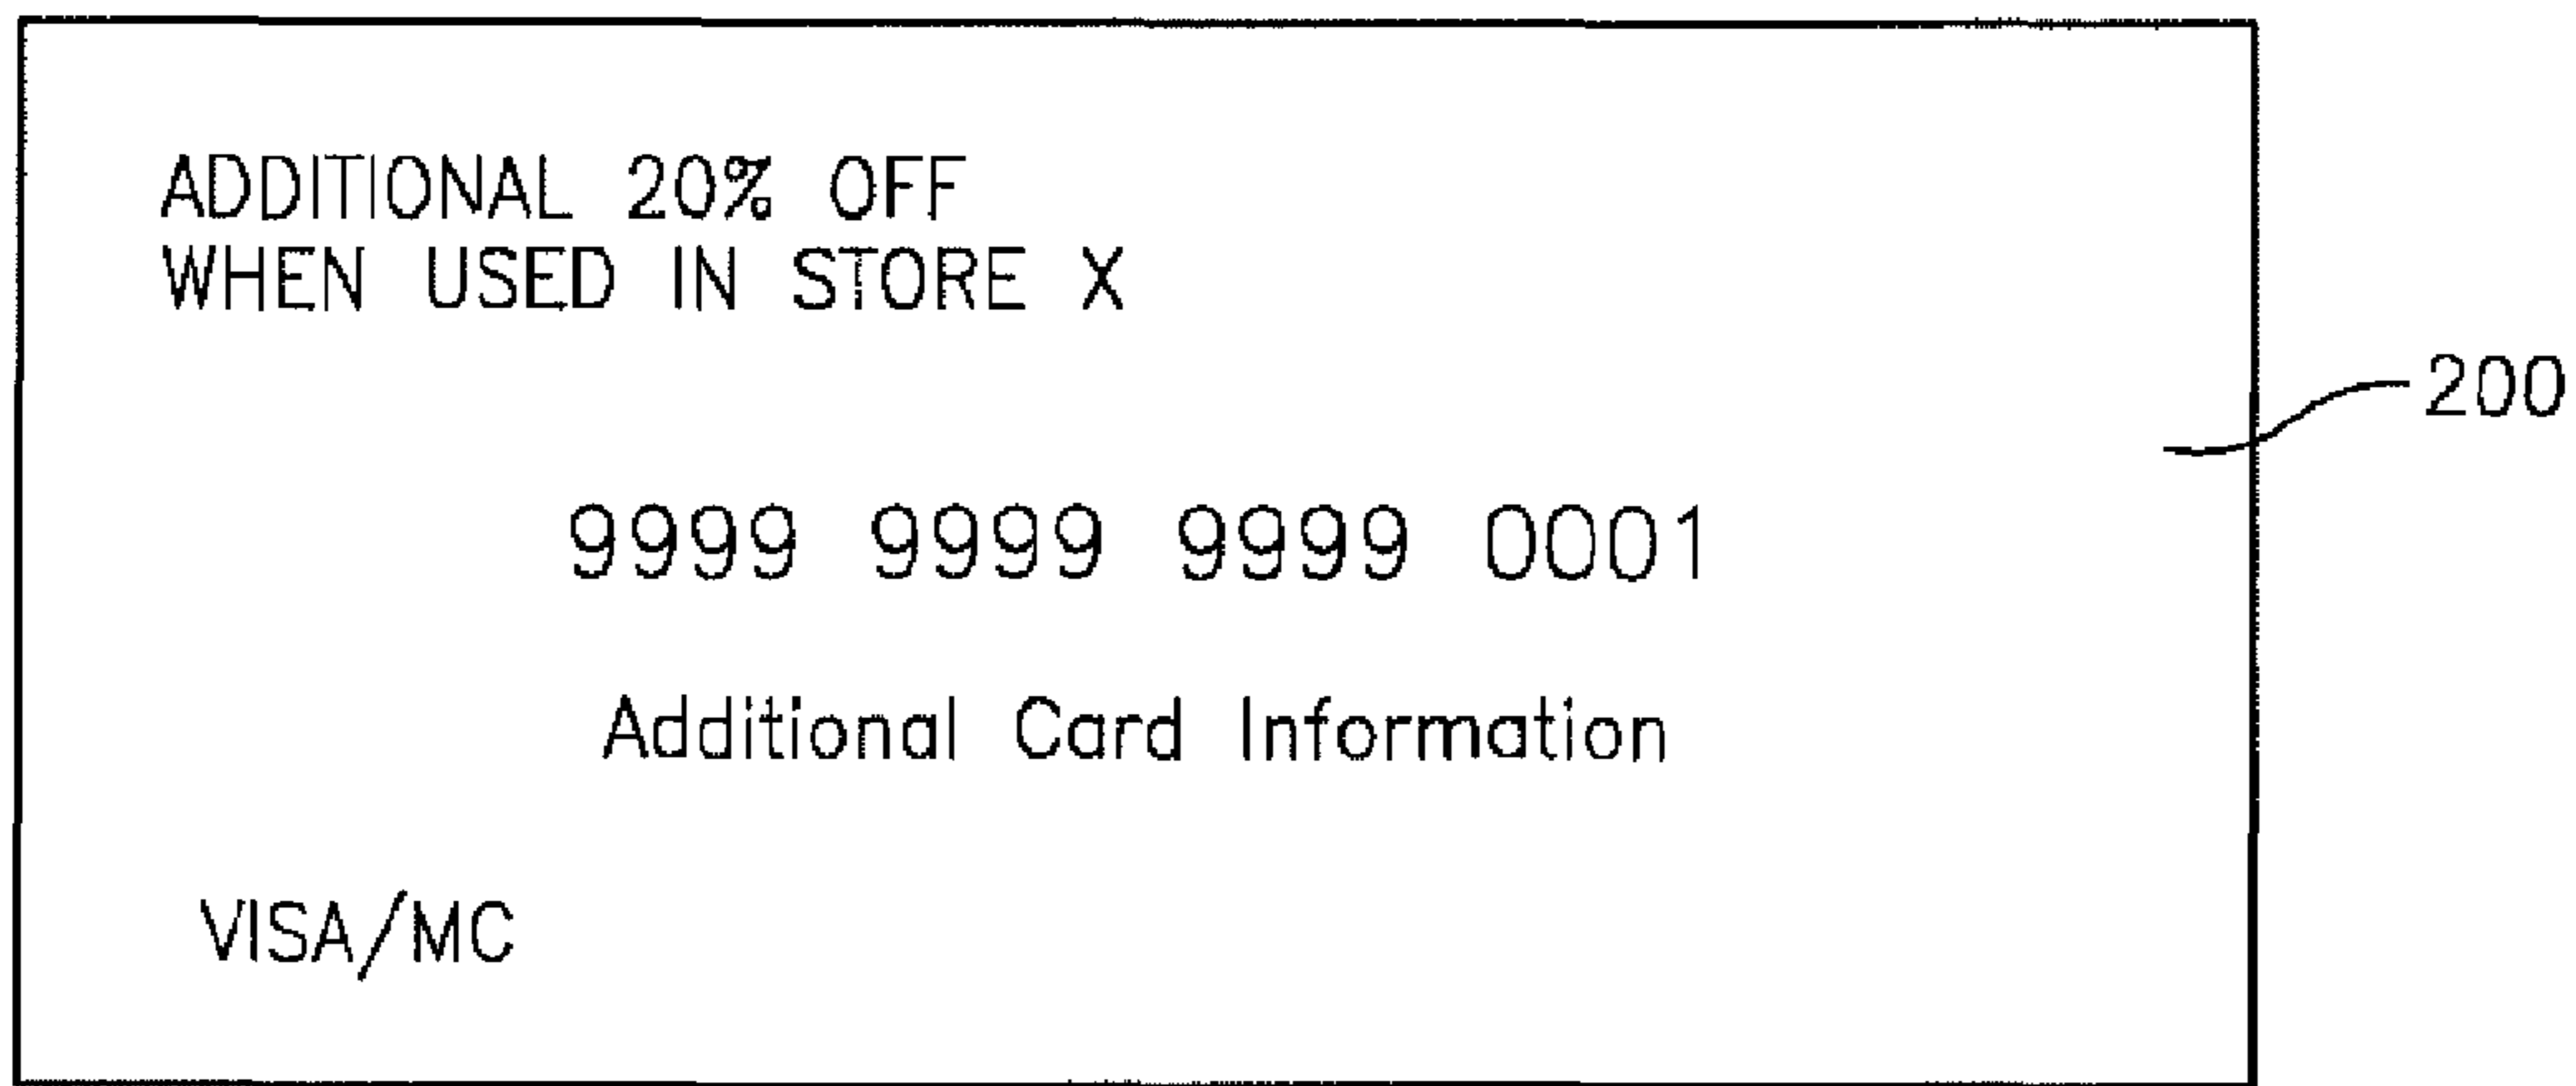 ADDITIONAL 20% OFF
WHEN USED IN STORE X
200
9999 9999 9999 0001
Additional Card Information
VISA/MC